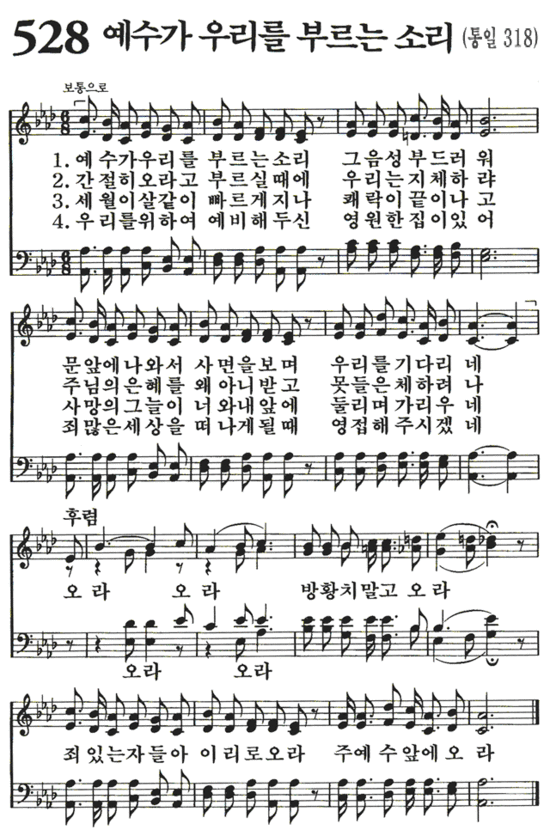 528 예수가 우리를 부르는 소리 (통일 318)
보통으로
1. 예 수가우리를 부르는소리 그음성부드러 워
2. 간절히오라고 부르실때에 우리는지체하 랴
3. 세월이살같이 빠르게지나 쾌락이끝이나 고
4. 우리를위하여 예비해두신 영원한집이있 어
문앞에나와서 사면을보며 우리를기다리 네
주님의은혜를 왜아니받고 못들은체하려 나
사망의그늘이 너와내앞에 둘리며가리우 네
죄많은세상을 떠나게될때 영접해주시겠 네
후렴
오 라 오 라 방황치말고 오 라
오라 오라
죄있는자들아 이리로오라 주예수앞에오 라